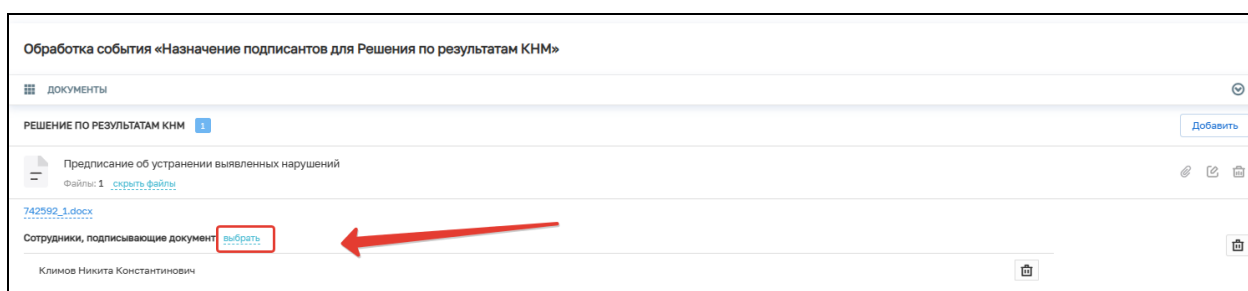 Обработка события «Назначение подписантов для Решения по результатам КНМ»
ДОКУМЕНТЫ
РЕШЕНИЕ ПО РЕЗУЛЬТАТАМ КНМ 1 Добавить
Предписание об устранении выявленных нарушений
Файлы: 1 скрыть файлы
742592_1.docx
Сотрудники, подписывающие документ выбрать
Климов Никита Константинович